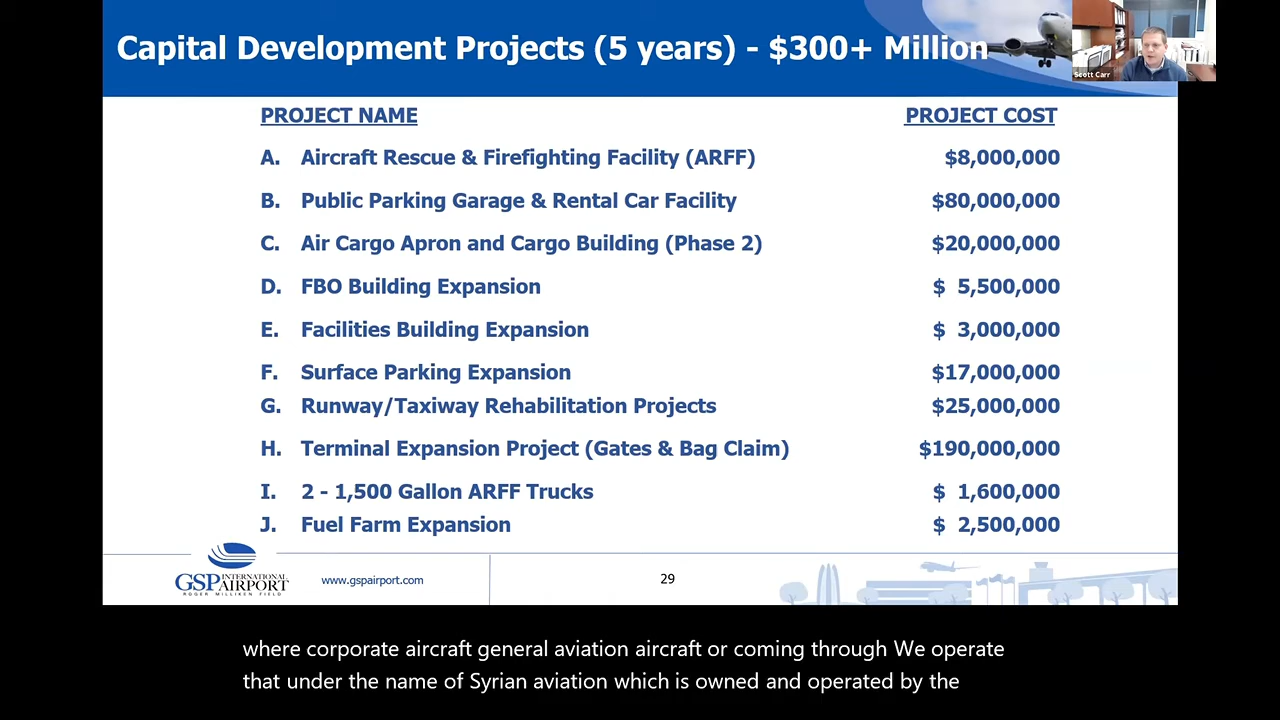 Capital Development Projects (5 years) - $300+ Million
Scott Carr
PROJECT NAME PROJECT COST
A. Aircraft Rescue & Firefighting Facility (ARFF) $8,000,000
B. Public Parking Garage & Rental Car Facility $80,000,000
C. Air Cargo Apron and Cargo Building (Phase 2) $20,000,000
D. FBO Building Expansion $ 5,500,000
E. Facilities Building Expansion $ 3,000,000
F. Surface Parking Expansion $17,000,000
G. Runway/Taxiway Rehabilitation Projects $25,000,000
H. Terminal Expansion Project (Gates & Bag Claim) $190,000,000
I. 2 - 1,500 Gallon ARFF Trucks $ 1,600,000
J. Fuel Farm Expansion $ 2,500,000
GSP INTERNATIONAL AIRPORT
ROGER MILLIKEN FIELD
www.gspairport.com
29
where corporate aircraft general aviation aircraft or coming through We operate
that under the name of Syrian aviation which is owned and operated by the